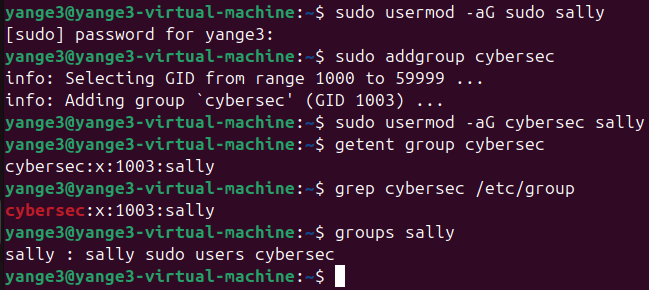 yange3@yange3-virtual-machine:~$ sudo usermod -aG sudo sally
[sudo] password for yange3:
yange3@yange3-virtual-machine:~$ sudo addgroup cybersec
info: Selecting GID from range 1000 to 59999 ...
info: Adding group `cybersec' (GID 1003) ...
yange3@yange3-virtual-machine:~$ sudo usermod -aG cybersec sally
yange3@yange3-virtual-machine:~$ getent group cybersec
cybersec:x:1003:sally
yange3@yange3-virtual-machine:~$ grep cybersec /etc/group
cybersec:x:1003:sally
yange3@yange3-virtual-machine:~$ groups sally
sally : sally sudo users cybersec
yange3@yange3-virtual-machine:~$